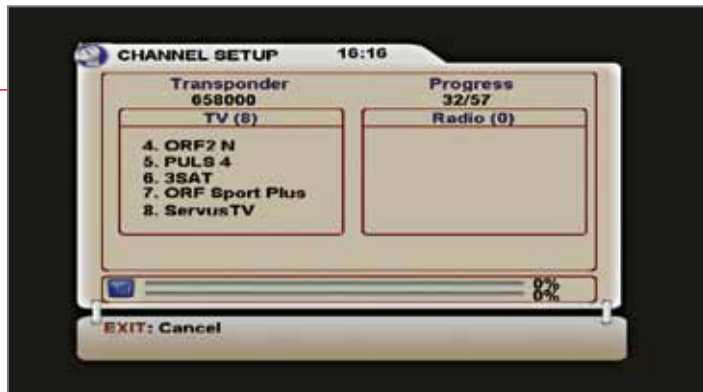 CHANNEL SETUP 16:16
Transponder Progress
658000 32/57
TV (8) Radio (0)
4. ORF2 N
5. PULS 4
6. 3SAT
7. ORF Sport Plus
8. ServusTV
0%
0%
EXIT: Cancel